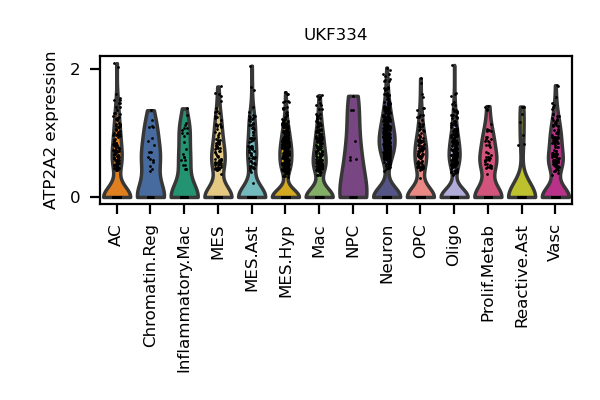 UKF334
ATP2A2 expression
2
0
AC
Chromatin.Reg
Inflammatory.Mac
MES
MES.Ast
MES.Hyp
Mac
NPC
Neuron
OPC
Oligo
Prolif.Metab
Reactive.Ast
Vasc